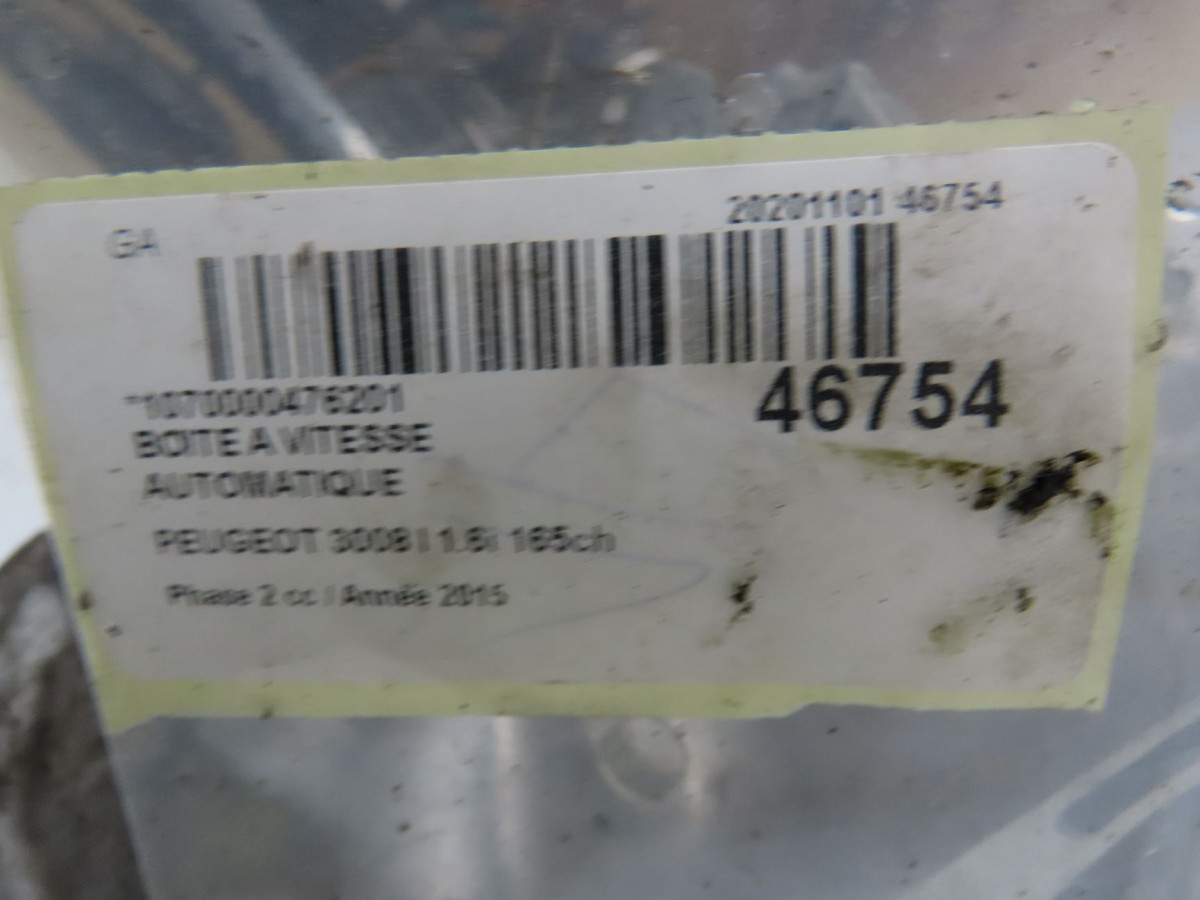 GA
20201101 46754
*1070000476201
46754
BOITE A VITESSE
AUTOMATIQUE
PEUGEOT 3008 I 1.6i 165ch
Phase 2 cc / Année 2015